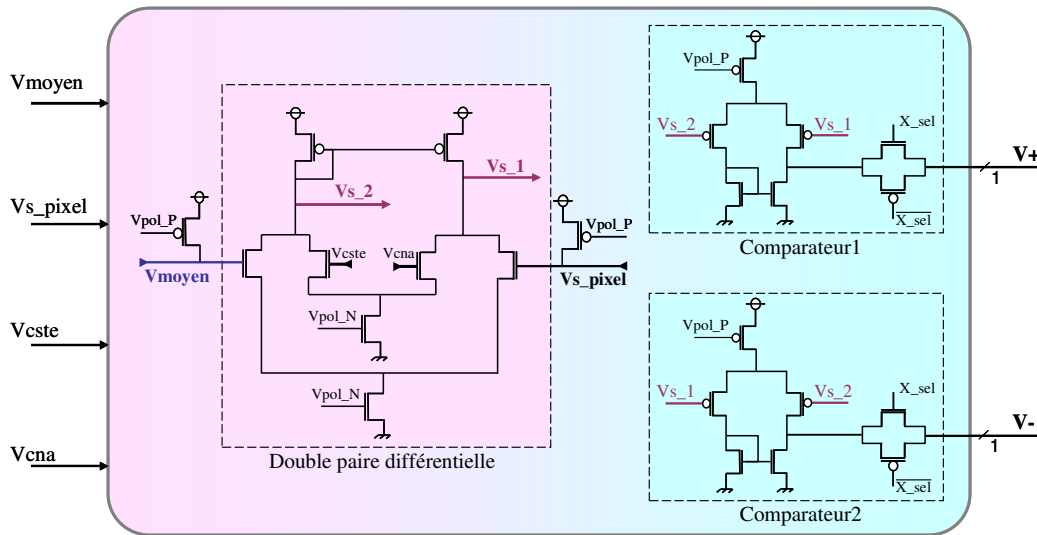 Vmoyen
Vs_pixel
Vcste
Vcna
Vpol_P
Vmoyen
Vs_2
Vs_1
Vcste
Vcna
Vpol_P
Vs_pixel
Vpol_N
Vpol_N
Double paire différentielle
Vpol_P
Vs_2
Vs_1
X_sel
X_sel
V+
1
Comparateur1
Vpol_P
Vs_1
Vs_2
X_sel
X_sel
V-
1
Comparateur2